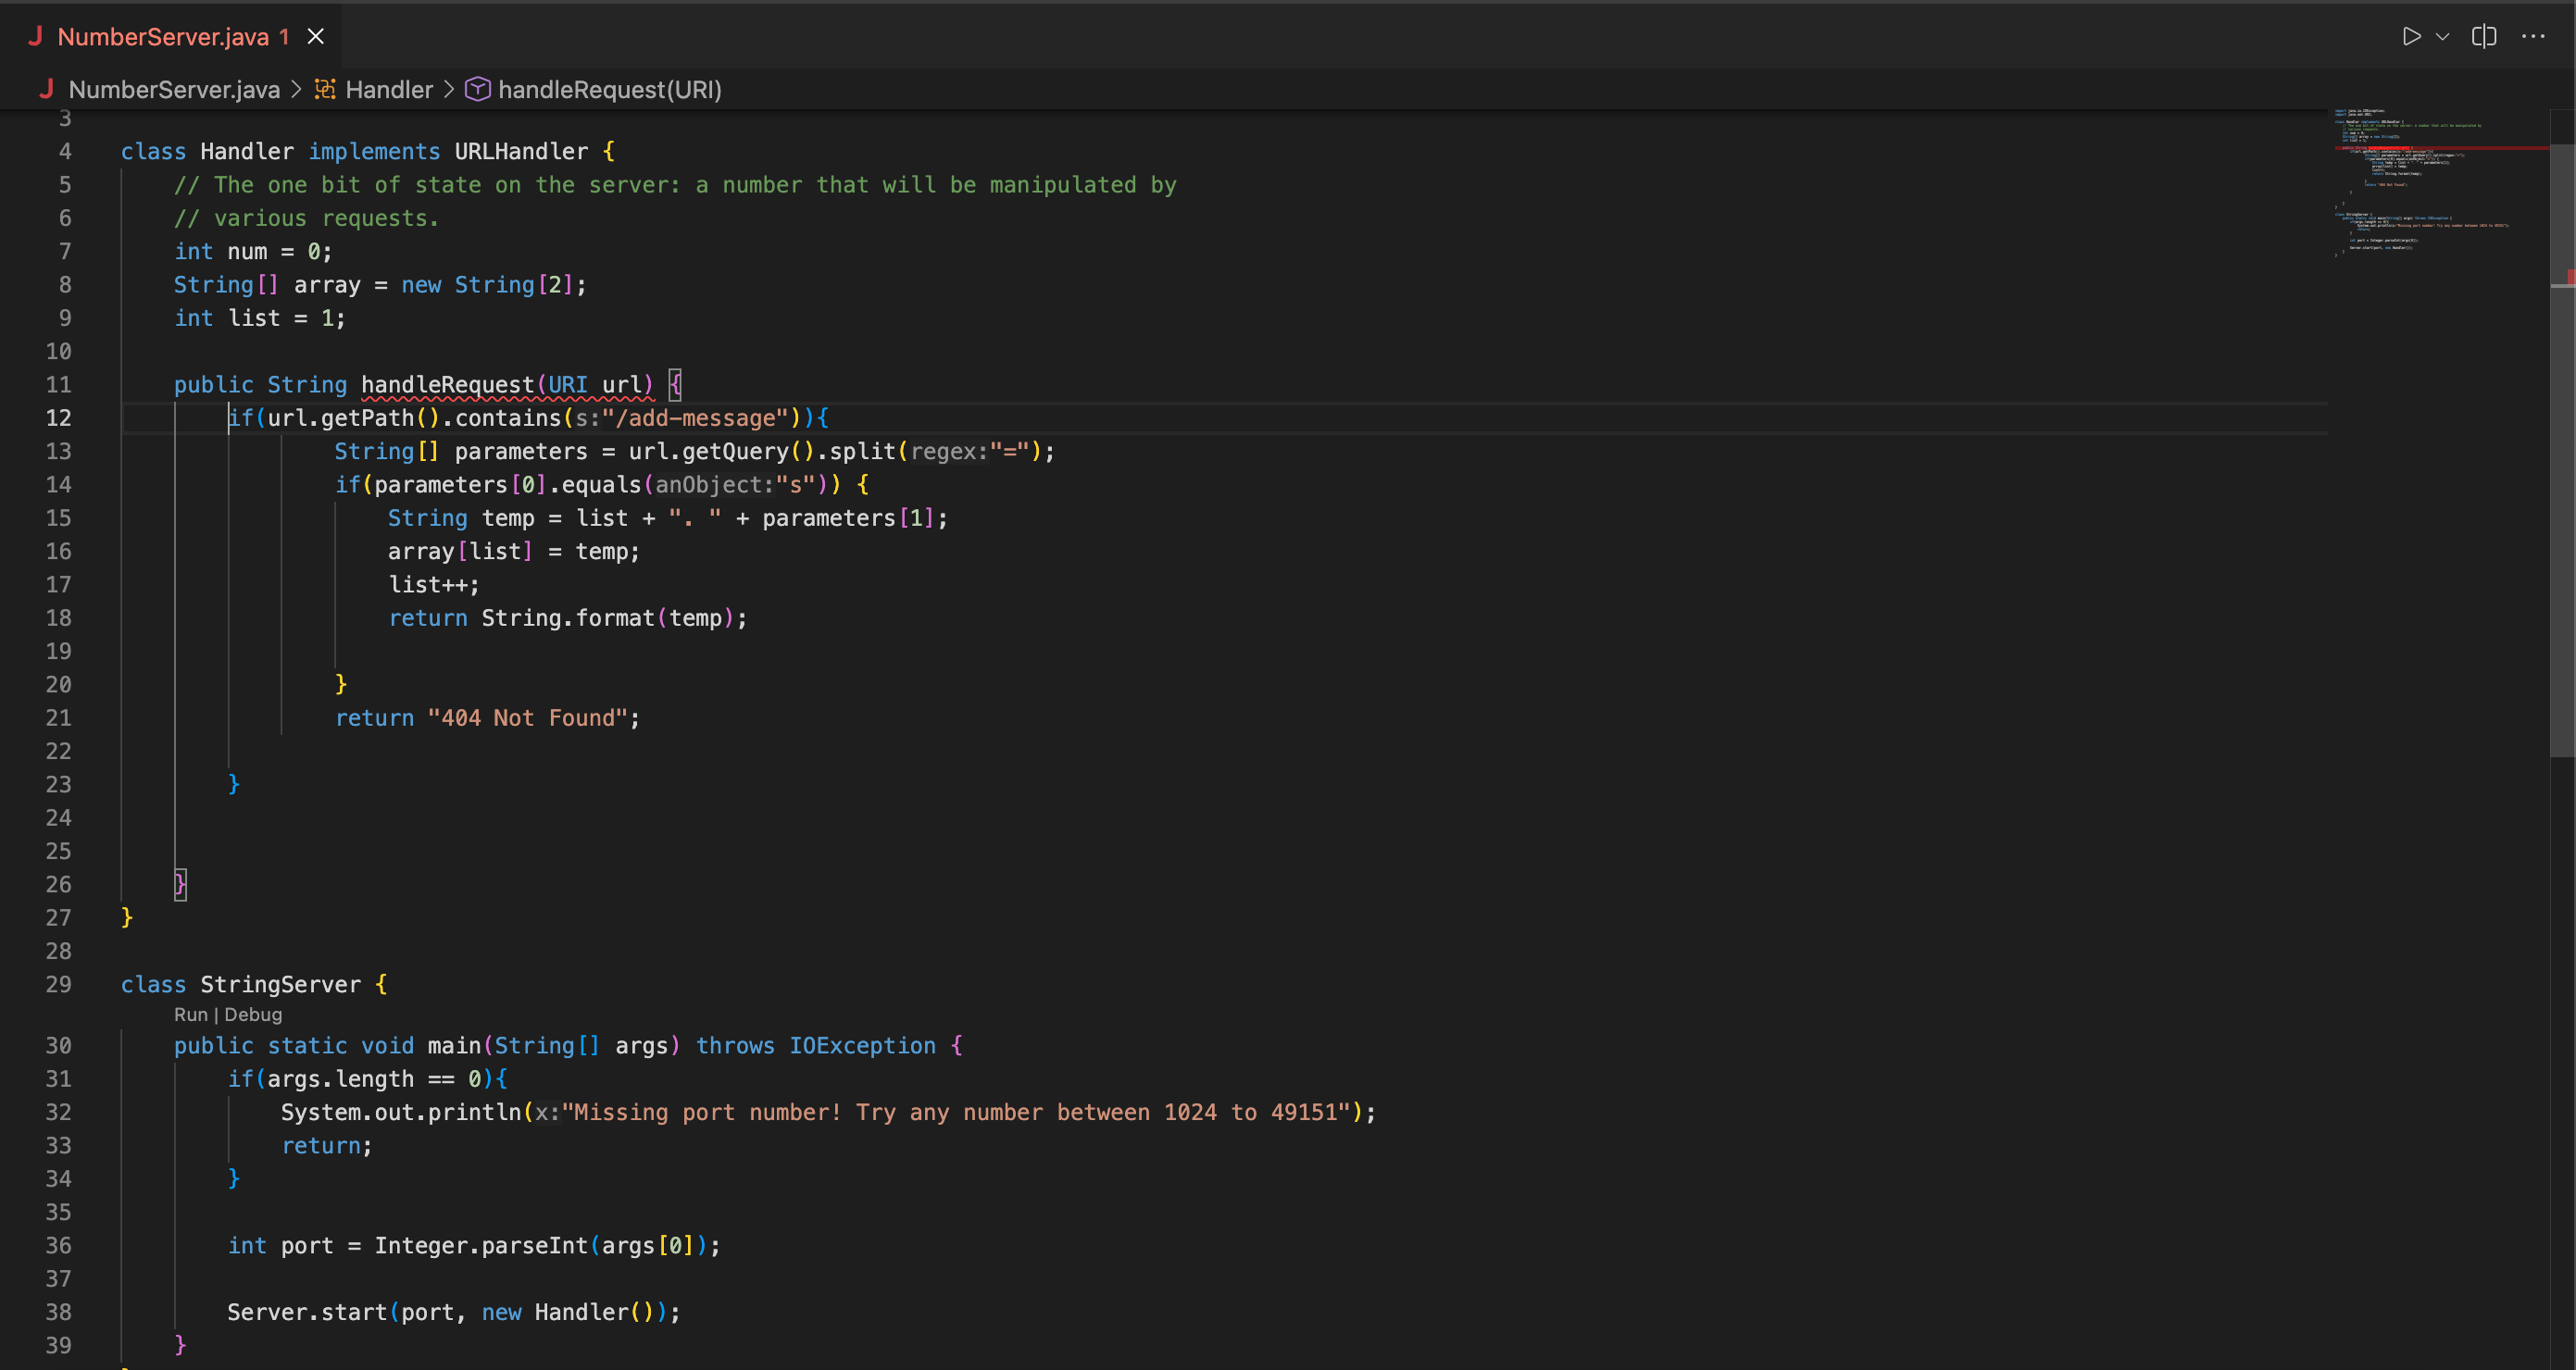 NumberServer.java 1
NumberServer.java > Handler > handleRequest(URI)
3
4 class Handler implements URLHandler {
5 // The one bit of state on the server: a number that will be manipulated by
6 // various requests.
7 int num = 0;
8 String[] array = new String[2];
9 int list = 1;
10
11 public String handleRequest(URI url) {
12 if(url.getPath().contains(s:"/add-message")){
13 String[] parameters = url.getQuery().split(regex:"=");
14 if(parameters[0].equals(anObject:"s")) {
15 String temp = list + ". " + parameters[1];
16 array[list] = temp;
17 list++;
18 return String.format(temp);
19
20 }
21 return "404 Not Found";
22
23 }
24
25
26 }
27 }
28
29 class StringServer {
Run | Debug
30 public static void main(String[] args) throws IOException {
31 if(args.length == 0){
32 System.out.println(x:"Missing port number! Try any number between 1024 to 49151");
33 return;
34 }
35
36 int port = Integer.parseInt(args[0]);
37
38 Server.start(port, new Handler());
39 }